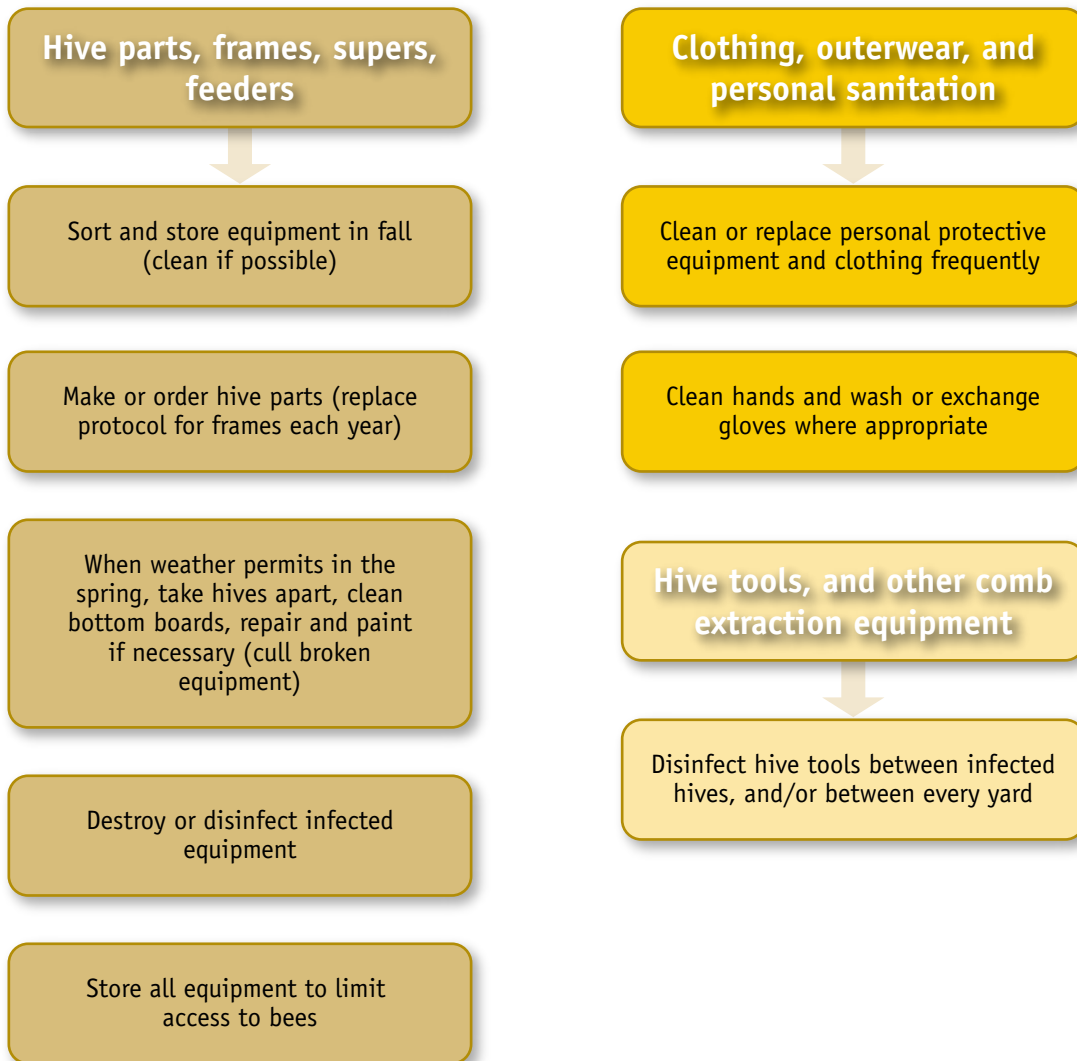 Hive parts, frames, supers,
feeders
Sort and store equipment in fall
(clean if possible)
Make or order hive parts (replace
protocol for frames each year)
When weather permits in the
spring, take hives apart, clean
bottom boards, repair and paint
if necessary (cull broken
equipment)
Destroy or disinfect infected
equipment
Store all equipment to limit
access to bees
Clothing, outerwear, and
personal sanitation
Clean or replace personal protective
equipment and clothing frequently
Clean hands and wash or exchange
gloves where appropriate
Hive tools, and other comb
extraction equipment
Disinfect hive tools between infected
hives, and/or between every yard